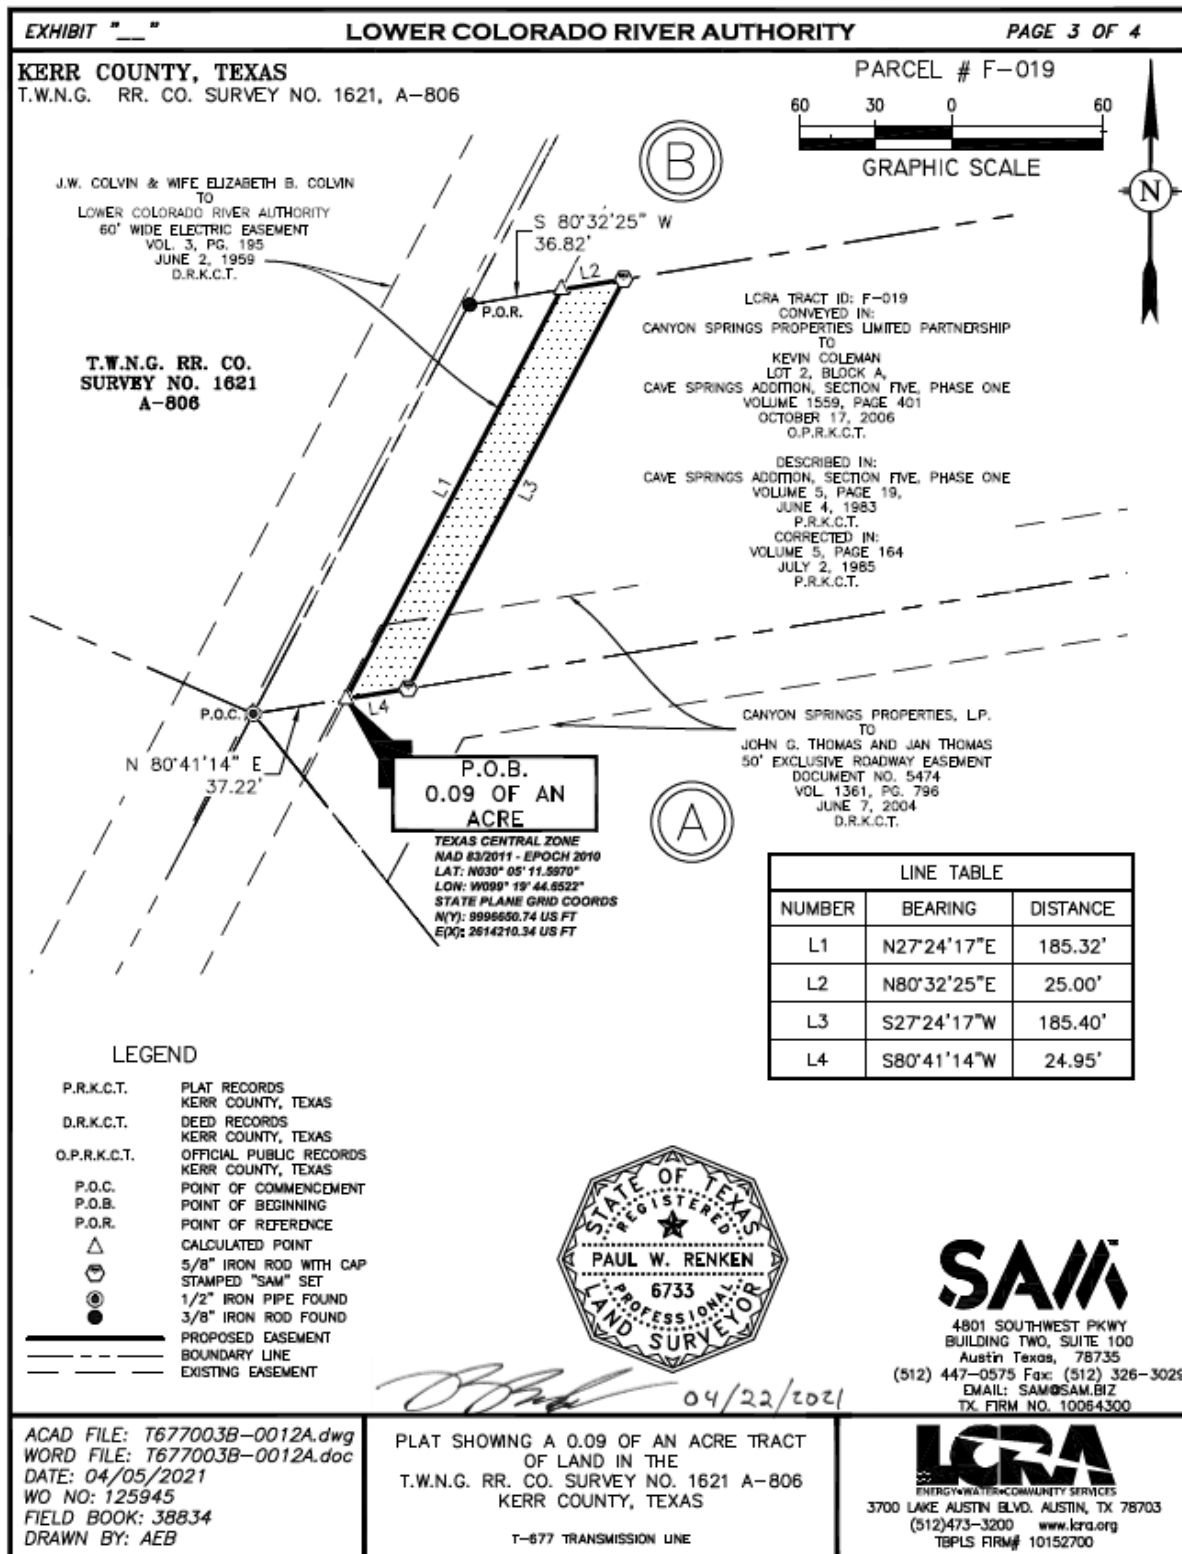 EXHIBIT "__"
LOWER COLORADO RIVER AUTHORITY
PAGE 3 OF 4
KERR COUNTY, TEXAS
T.W.N.G. RR. CO. SURVEY NO. 1621, A-806
PARCEL # F-019
60 30 0 60
GRAPHIC SCALE
N
B
J.W. COLVIN & WIFE ELIZABETH B. COLVIN
TO
LOWER COLORADO RIVER AUTHORITY
60' WIDE ELECTRIC EASEMENT
VOL. 3, PG. 195
JUNE 2, 1959
D.R.K.C.T.
S 80°32'25" W
36.82'
L2
P.O.R.
T.W.N.G. RR. CO.
SURVEY NO. 1621
A-806
LCRA TRACT ID: F-019
CONVEYED IN:
CANYON SPRINGS PROPERTIES LIMITED PARTNERSHIP
TO
KEVIN COLEMAN
LOT 2, BLOCK A,
CAVE SPRINGS ADDITION, SECTION FIVE, PHASE ONE
VOLUME 1559, PAGE 401
OCTOBER 17, 2006
O.P.R.K.C.T.
DESCRIBED IN:
CAVE SPRINGS ADDITION, SECTION FIVE, PHASE ONE
VOLUME 5, PAGE 19,
JUNE 4, 1983
P.R.K.C.T.
CORRECTED IN:
VOLUME 5, PAGE 164
JULY 2, 1985
P.R.K.C.T.
L1
L3
P.O.C.
L4
N 80°41'14" E
37.22'
P.O.B.
0.09 OF AN
ACRE
TEXAS CENTRAL ZONE
NAD 83/2011 - EPOCH 2010
LAT: N030° 05' 11.5970"
LON: W099° 19' 44.6522"
STATE PLANE GRID COORDS
N(Y): 9996650.74 US FT
E(X): 2614210.34 US FT
A
CANYON SPRINGS PROPERTIES, L.P.
TO
JOHN G. THOMAS AND JAN THOMAS
50' EXCLUSIVE ROADWAY EASEMENT
DOCUMENT NO. 5474
VOL. 1361, PG. 796
JUNE 7, 2004
D.R.K.C.T.
LINE TABLE
NUMBER BEARING DISTANCE
L1 N27°24'17"E 185.32'
L2 N80°32'25"E 25.00'
L3 S27°24'17"W 185.40'
L4 S80°41'14"W 24.95'
LEGEND
P.R.K.C.T. PLAT RECORDS
KERR COUNTY, TEXAS
D.R.K.C.T. DEED RECORDS
KERR COUNTY, TEXAS
O.P.R.K.C.T. OFFICIAL PUBLIC RECORDS
KERR COUNTY, TEXAS
P.O.C. POINT OF COMMENCEMENT
P.O.B. POINT OF BEGINNING
P.O.R. POINT OF REFERENCE
CALCULATED POINT
5/8" IRON ROD WITH CAP
STAMPED "SAM" SET
1/2" IRON PIPE FOUND
3/8" IRON ROD FOUND
PROPOSED EASEMENT
BOUNDARY LINE
EXISTING EASEMENT
STATE OF TEXAS
REGISTERED
PAUL W. RENKEN
6733
PROFESSIONAL
LAND SURVEYOR
04/22/2021
SAM
4801 SOUTHWEST PKWY
BUILDING TWO, SUITE 100
Austin Texas, 78735
(512) 447-0575 Fax: (512) 326-3029
EMAIL: SAM@SAM.BIZ
TX. FIRM NO. 10064300
ACAD FILE: T677003B-0012A.dwg
WORD FILE: T677003B-0012A.doc
DATE: 04/05/2021
WO NO: 125945
FIELD BOOK: 38834
DRAWN BY: AEB
PLAT SHOWING A 0.09 OF AN ACRE TRACT
OF LAND IN THE
T.W.N.G. RR. CO. SURVEY NO. 1621 A-806
KERR COUNTY, TEXAS
T-677 TRANSMISSION LINE
LCRA
ENERGY•WATER•COMMUNITY SERVICES
3700 LAKE AUSTIN BLVD. AUSTIN, TX 78703
(512)473-3200 www.lcra.org
TBPLS FIRM# 10152700